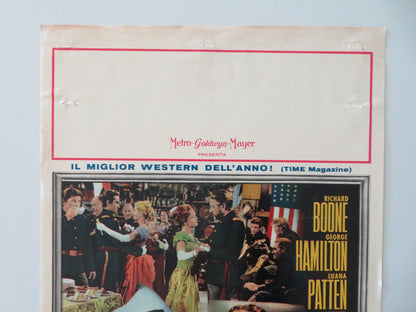 Metro-Goldwyn-Mayer
PRESENTA
IL MIGLIOR WESTERN DELL'ANNO! (TIME Magazine)
RICHARD
BOONE
GEORGE
HAMILTON
LUANA
PATTEN